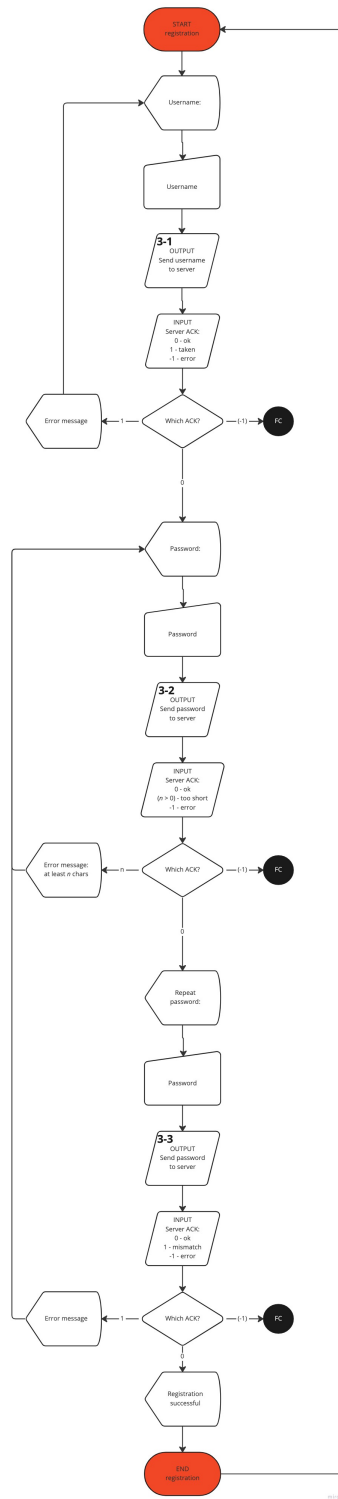 START
registration
Username:
Username
3-1
OUTPUT
Send username
to server
INPUT
Server ACK:
0 - ok
1 - taken
-1 - error
Error message
1
Which ACK?
(-1)
FC
0
Password:
Password
3-2
OUTPUT
Send password
to server
INPUT
Server ACK:
0 - ok
(n > 0) - too short
-1 - error
Error message:
at least n chars
n
Which ACK?
(-1)
FC
0
Repeat
password:
Password
3-3
OUTPUT
Send password
to server
INPUT
Server ACK:
0 - ok
1 - mismatch
-1 - error
Error message
1
Which ACK?
(-1)
FC
0
Registration
successful
END
registration